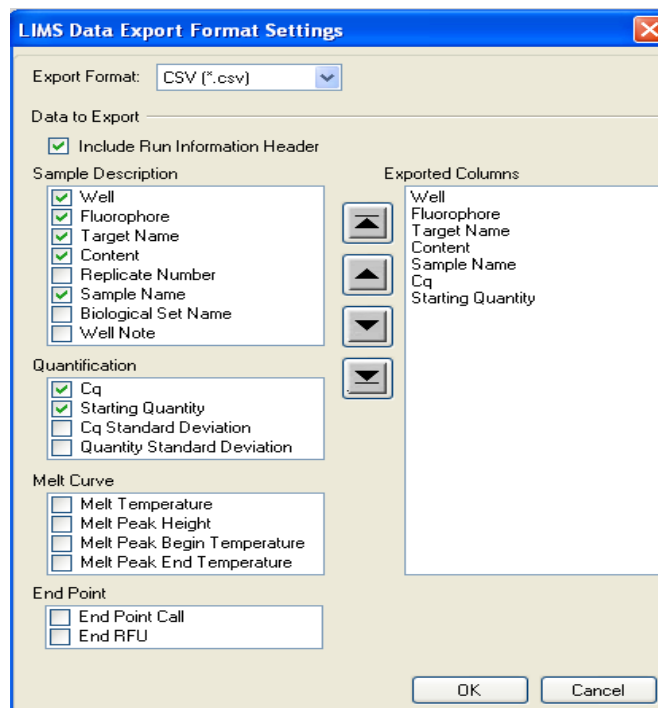 LIMS Data Export Format Settings
Export Format: CSV (*.csv)
Data to Export
Include Run Information Header
Sample Description
Well
Fluorophore
Target Name
Content
Replicate Number
Sample Name
Biological Set Name
Well Note
Quantification
Cq
Starting Quantity
Cq Standard Deviation
Quantity Standard Deviation
Melt Curve
Melt Temperature
Melt Peak Height
Melt Peak Begin Temperature
Melt Peak End Temperature
End Point
End Point Call
End RFU
Exported Columns
Well
Fluorophore
Target Name
Content
Sample Name
Cq
Starting Quantity
OK Cancel